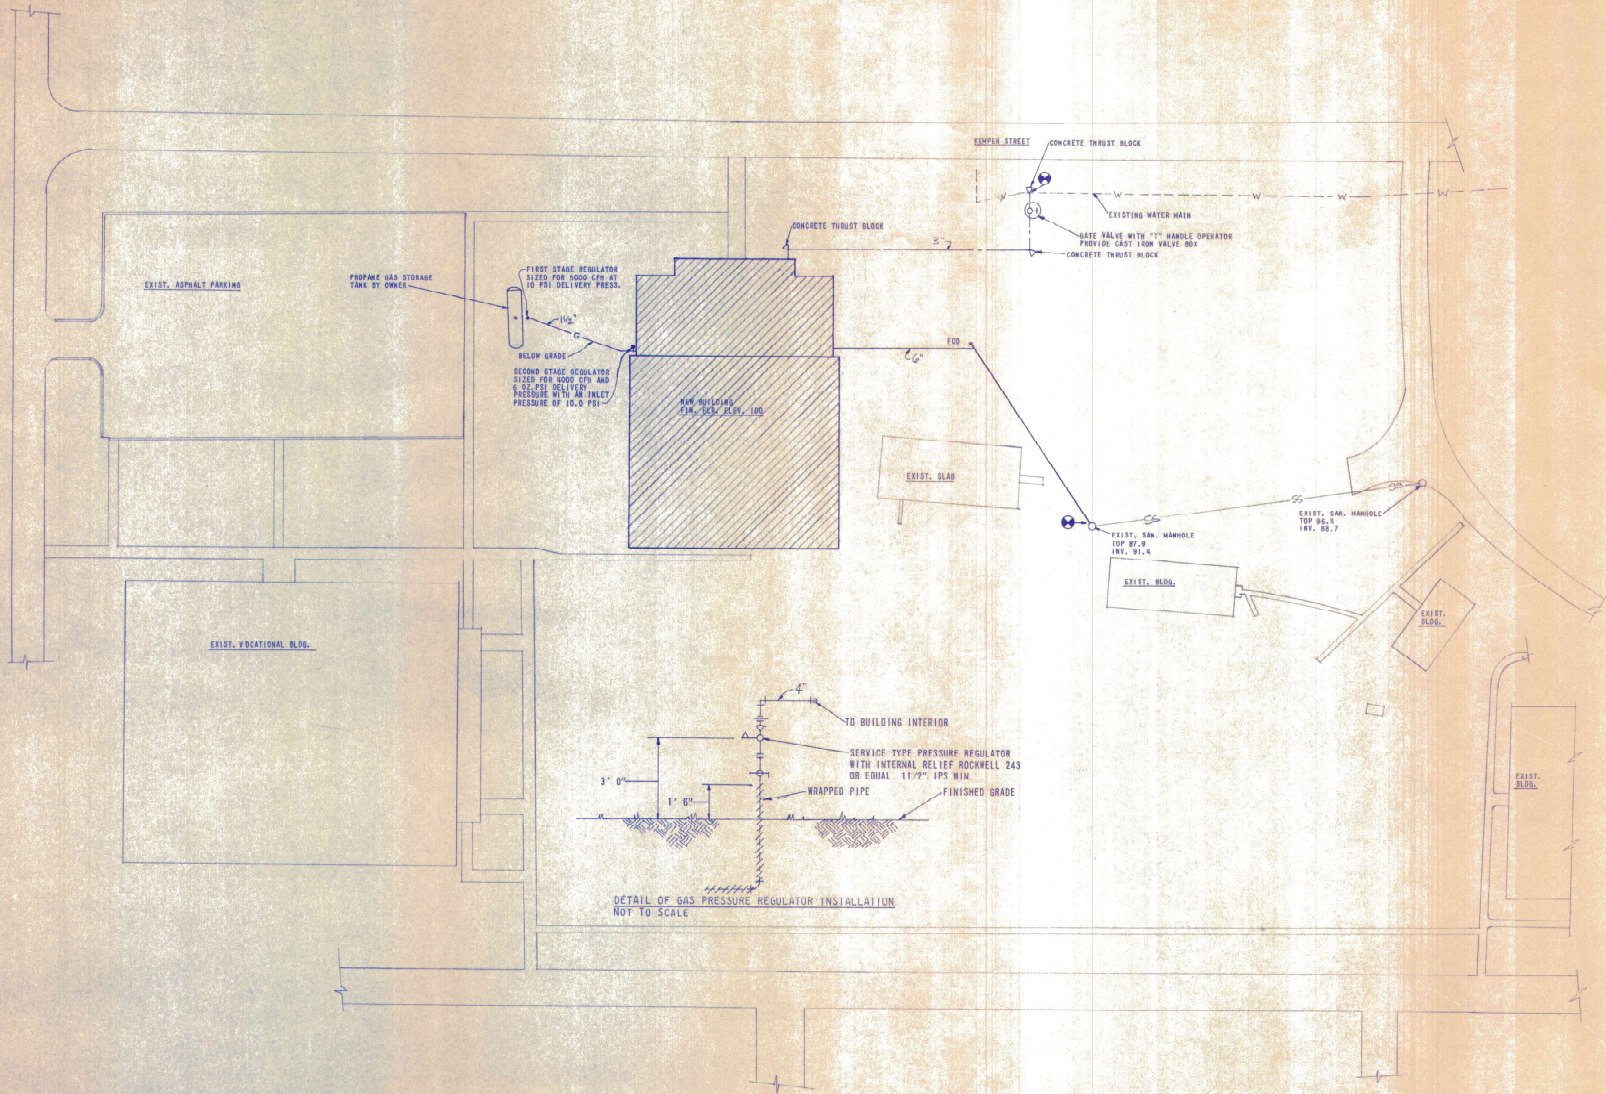 KEMPER STREET
CONCRETE THRUST BLOCK
W
W
W
W
W
EXISTING WATER MAIN
GATE VALVE WITH "T" HANDLE OPERATOR
PROVIDE CAST IRON VALVE BOX
CONCRETE THRUST BLOCK
CONCRETE THRUST BLOCK
3"
FIRST STAGE REGULATOR
SIZED FOR 5000 CFH AT
10 PSI DELIVERY PRESS.
PROPANE GAS STORAGE
TANK BY OWNER
EXIST. ASPHALT PARKING
1½"
G
BELOW GRADE
SECOND STAGE REGULATOR
SIZED FOR 4000 CFH AND
6 OZ. PSI DELIVERY
PRESSURE WITH AN INLET
PRESSURE OF 10.0 PSI
NEW BUILDING
FIN. FLR. ELEV. 100
FCO
6"
EXIST. SLAB
SS
SS
EXIST. SAN. MANHOLE
TOP 96.4
INV. 88.7
EXIST. SAN. MANHOLE
TOP 97.9
INV. 91.4
EXIST. BLDG.
EXIST.
BLDG.
EXIST. VOCATIONAL BLDG.
EXIST.
BLDG.
4"
TO BUILDING INTERIOR
SERVICE TYPE PRESSURE REGULATOR
WITH INTERNAL RELIEF ROCKWELL 243
OR EQUAL 11/2" IPS MIN
3' 0"
1' 6"
WRAPPED PIPE
FINISHED GRADE
DETAIL OF GAS PRESSURE REGULATOR INSTALLATION
NOT TO SCALE